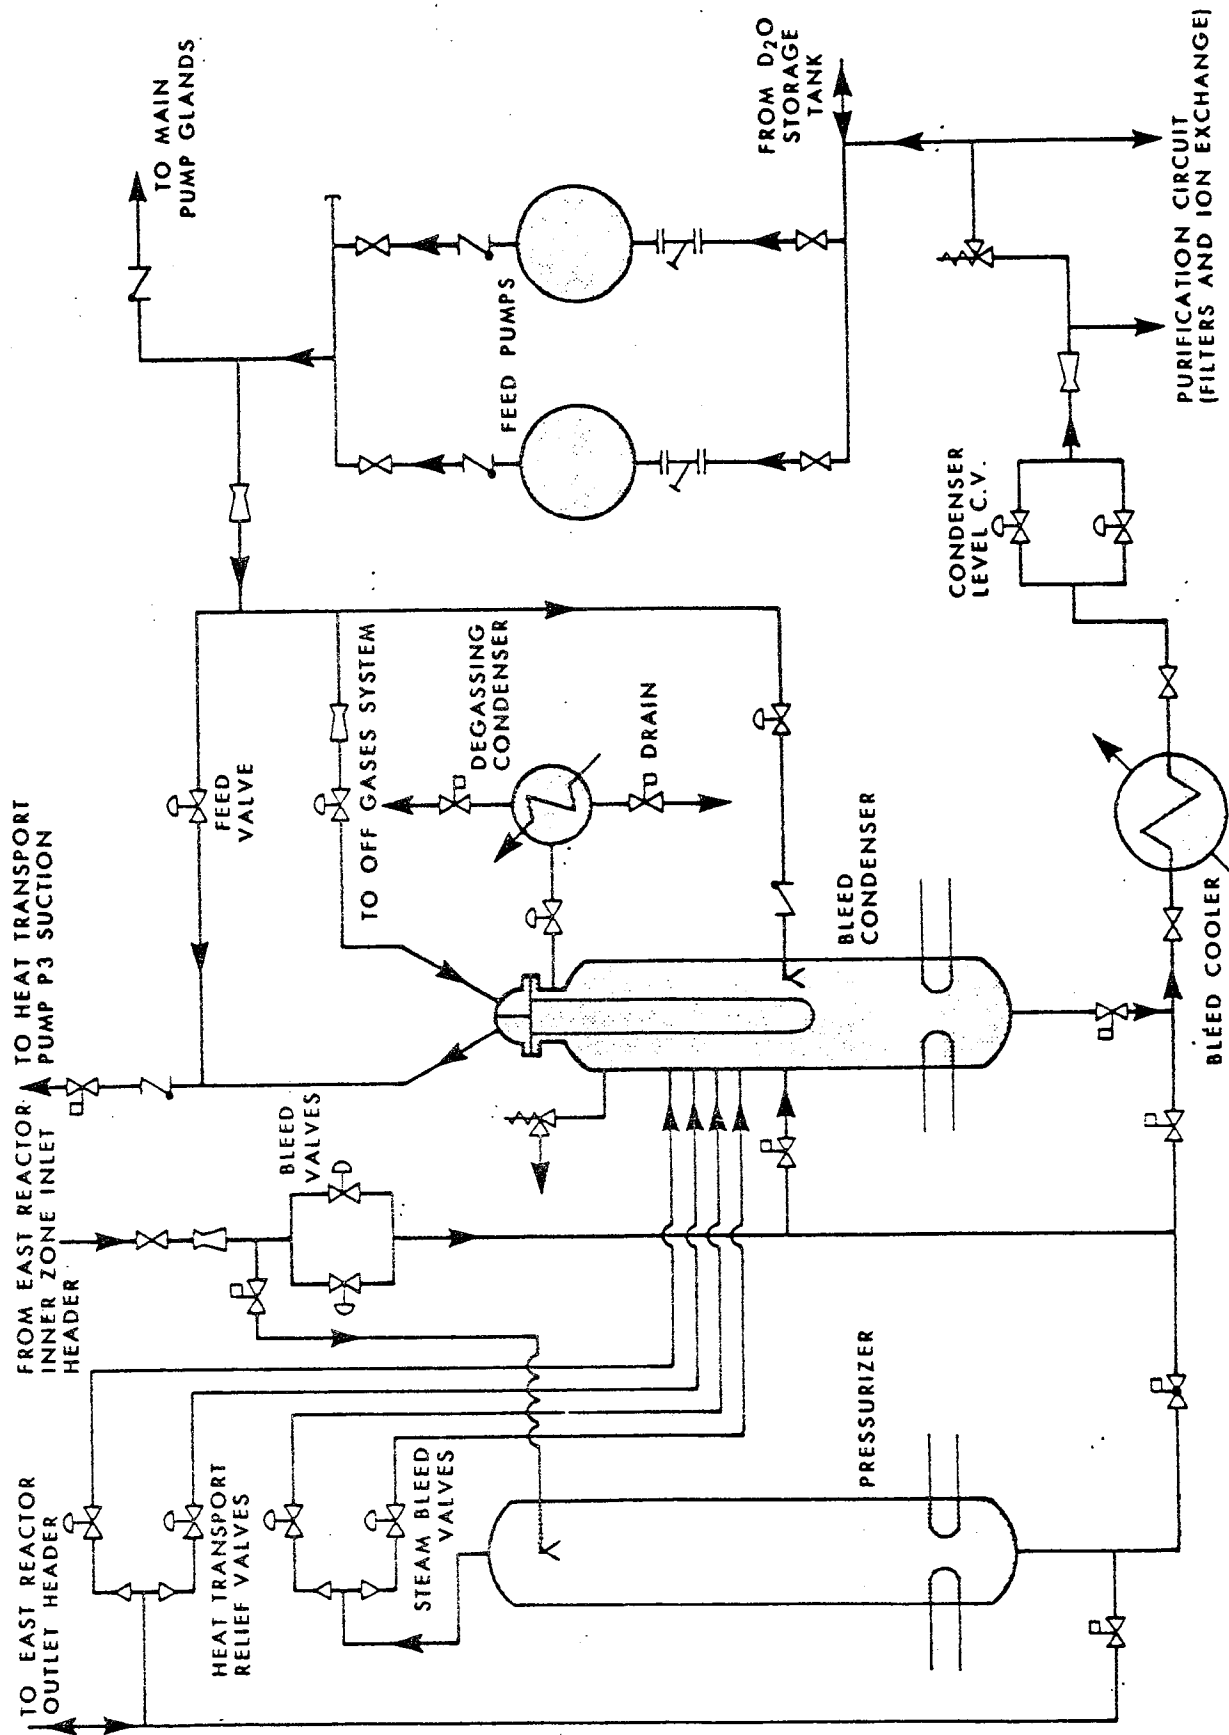 TO EAST REACTOR
OUTLET HEADER
FROM EAST REACTOR
INNER ZONE INLET
HEADER
TO HEAT TRANSPORT
PUMP P3 SUCTION
TO MAIN
PUMP GLANDS
HEAT TRANSPORT
RELIEF VALVES
BLEED
VALVES
FEED
VALVE
STEAM BLEED
VALVES
TO OFF GASES SYSTEM
DEGASSING
CONDENSER
DRAIN
FEED PUMPS
FROM D₂O
STORAGE
TANK
PRESSURIZER
BLEED
CONDENSER
CONDENSER
LEVEL C.V.
BLEED COOLER
PURIFICATION CIRCUIT
(FILTERS AND ION EXCHANGE)